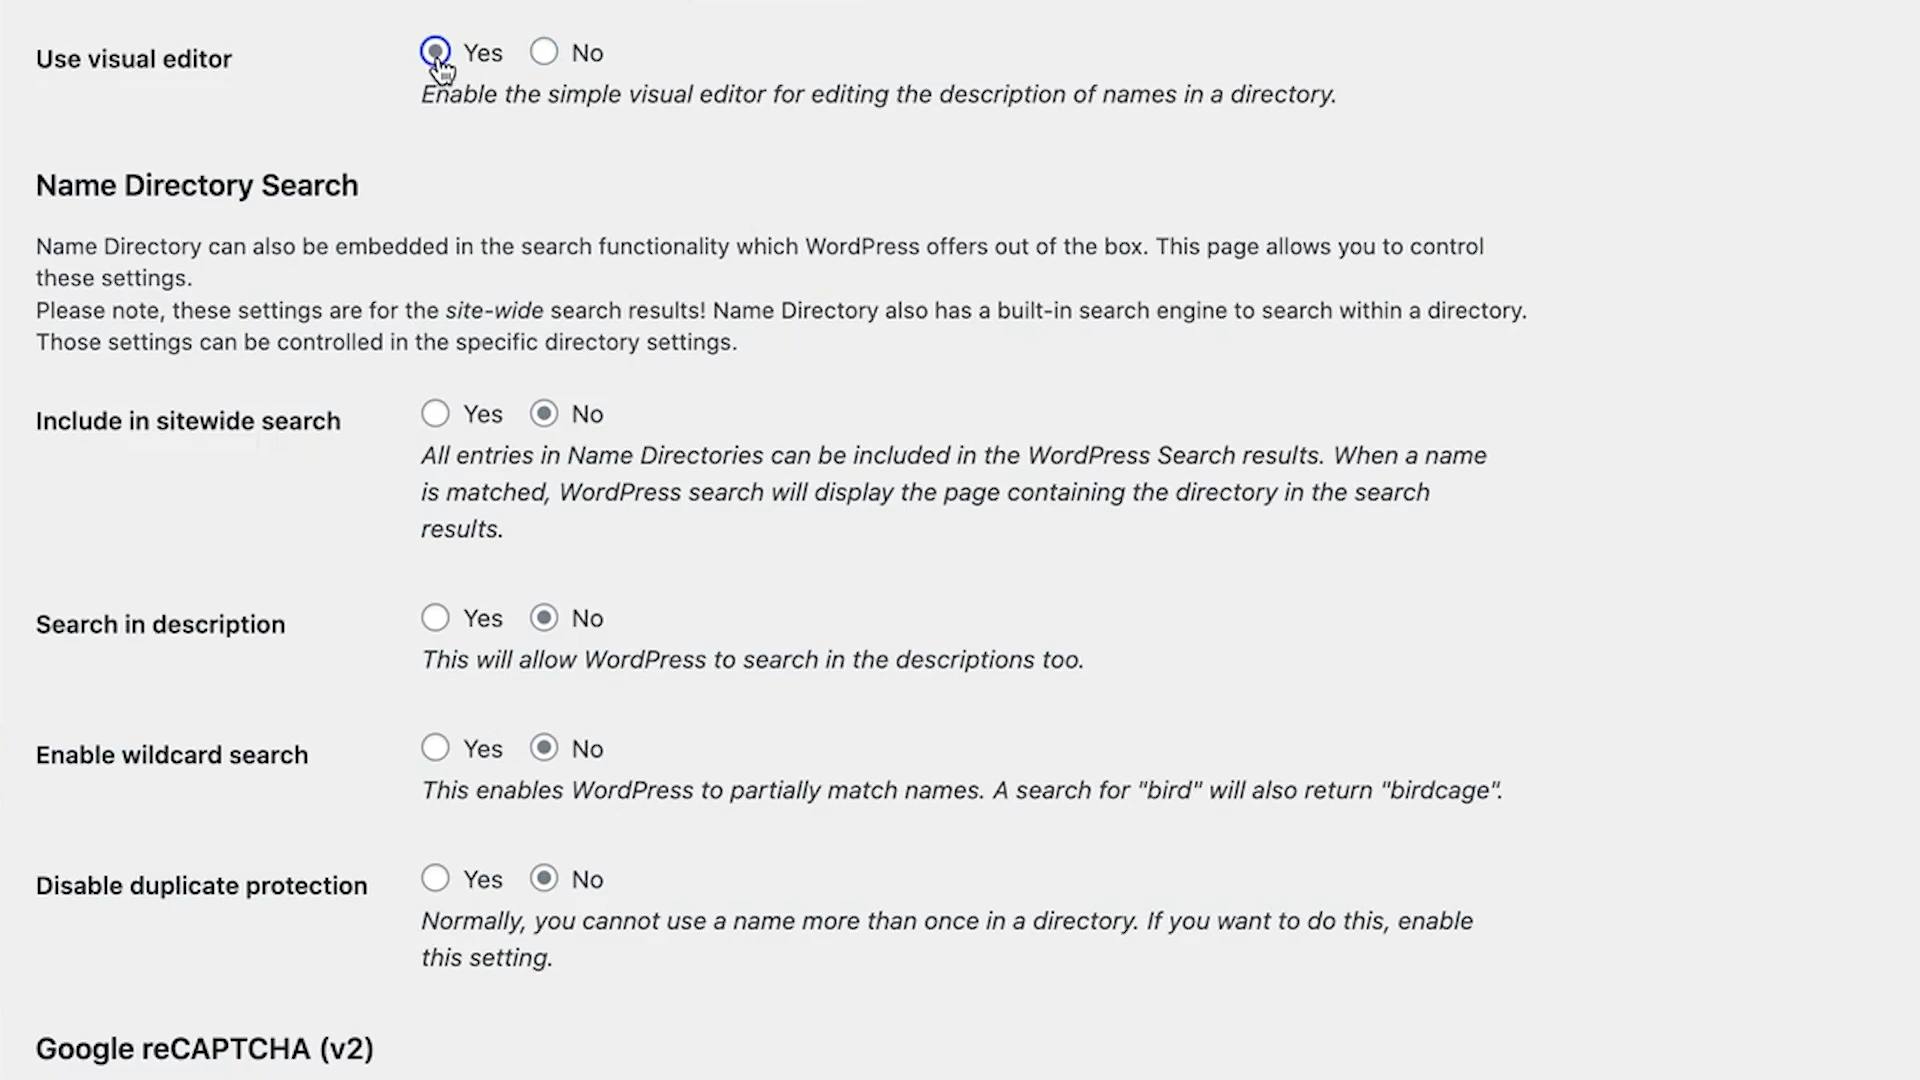 Use visual editor
Yes No
Enable the simple visual editor for editing the description of names in a directory.
Name Directory Search
Name Directory can also be embedded in the search functionality which WordPress offers out of the box. This page allows you to control
these settings.
Please note, these settings are for the site-wide search results! Name Directory also has a built-in search engine to search within a directory.
Those settings can be controlled in the specific directory settings.
Include in sitewide search
Yes No
All entries in Name Directories can be included in the WordPress Search results. When a name
is matched, WordPress search will display the page containing the directory in the search
results.
Search in description
Yes No
This will allow WordPress to search in the descriptions too.
Enable wildcard search
Yes No
This enables WordPress to partially match names. A search for "bird" will also return "birdcage".
Disable duplicate protection
Yes No
Normally, you cannot use a name more than once in a directory. If you want to do this, enable
this setting.
Google reCAPTCHA (v2)